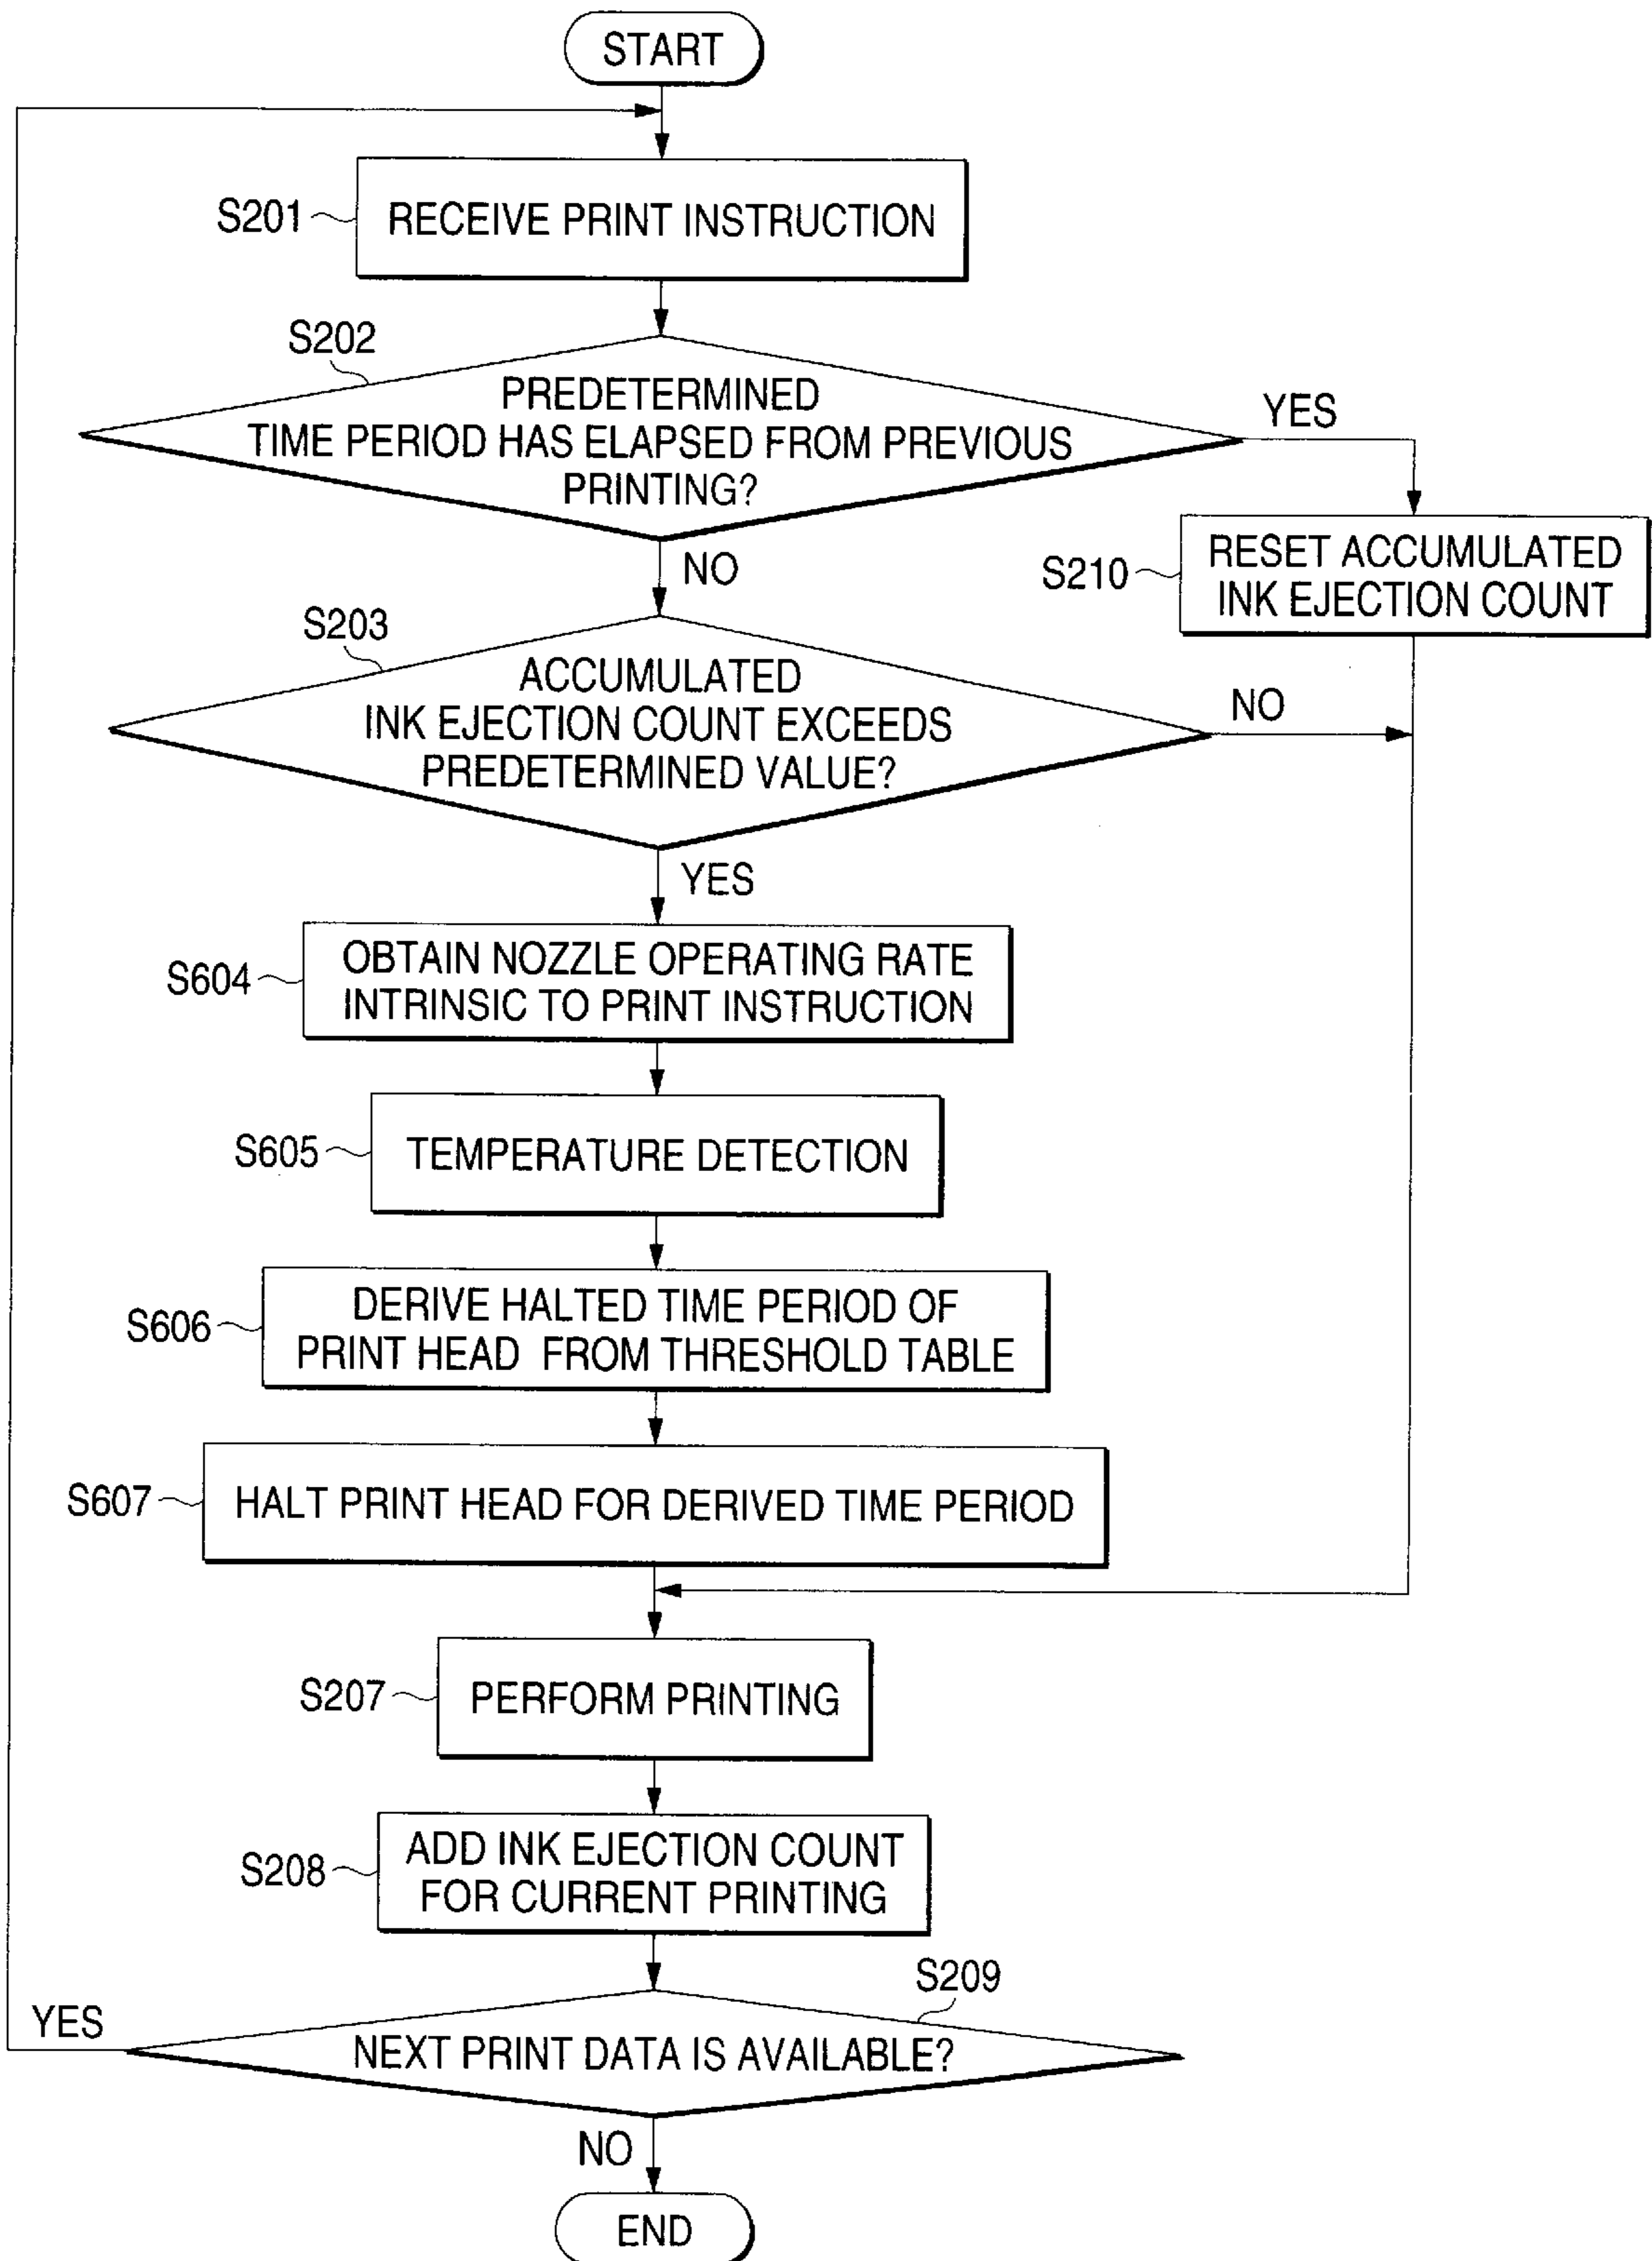 START
S201
RECEIVE PRINT INSTRUCTION
S202
PREDETERMINED
TIME PERIOD HAS ELAPSED FROM PREVIOUS
PRINTING?
YES
NO
S210
RESET ACCUMULATED
INK EJECTION COUNT
S203
ACCUMULATED
INK EJECTION COUNT EXCEEDS
PREDETERMINED VALUE?
NO
YES
S604
OBTAIN NOZZLE OPERATING RATE
INTRINSIC TO PRINT INSTRUCTION
S605
TEMPERATURE DETECTION
S606
DERIVE HALTED TIME PERIOD OF
PRINT HEAD FROM THRESHOLD TABLE
S607
HALT PRINT HEAD FOR DERIVED TIME PERIOD
S207
PERFORM PRINTING
S208
ADD INK EJECTION COUNT
FOR CURRENT PRINTING
S209
YES
NEXT PRINT DATA IS AVAILABLE?
NO
END